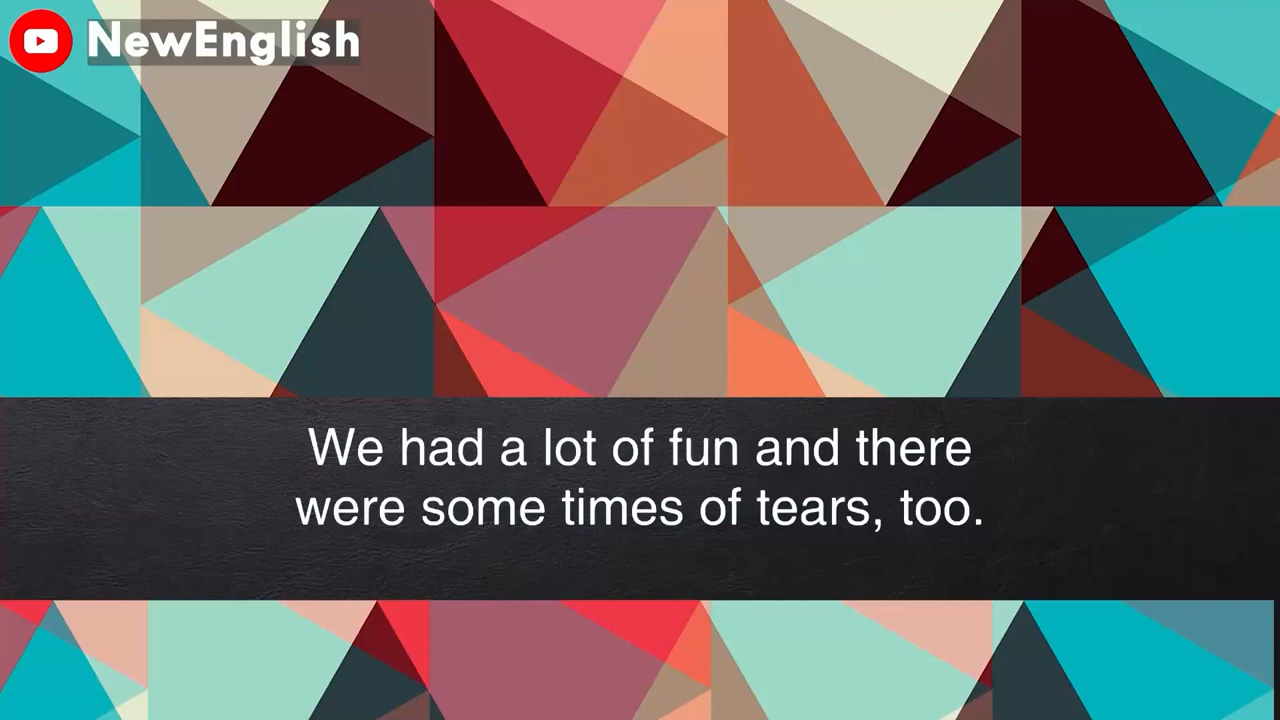 NewEnglish
We had a lot of fun and there
were some times of tears, too.